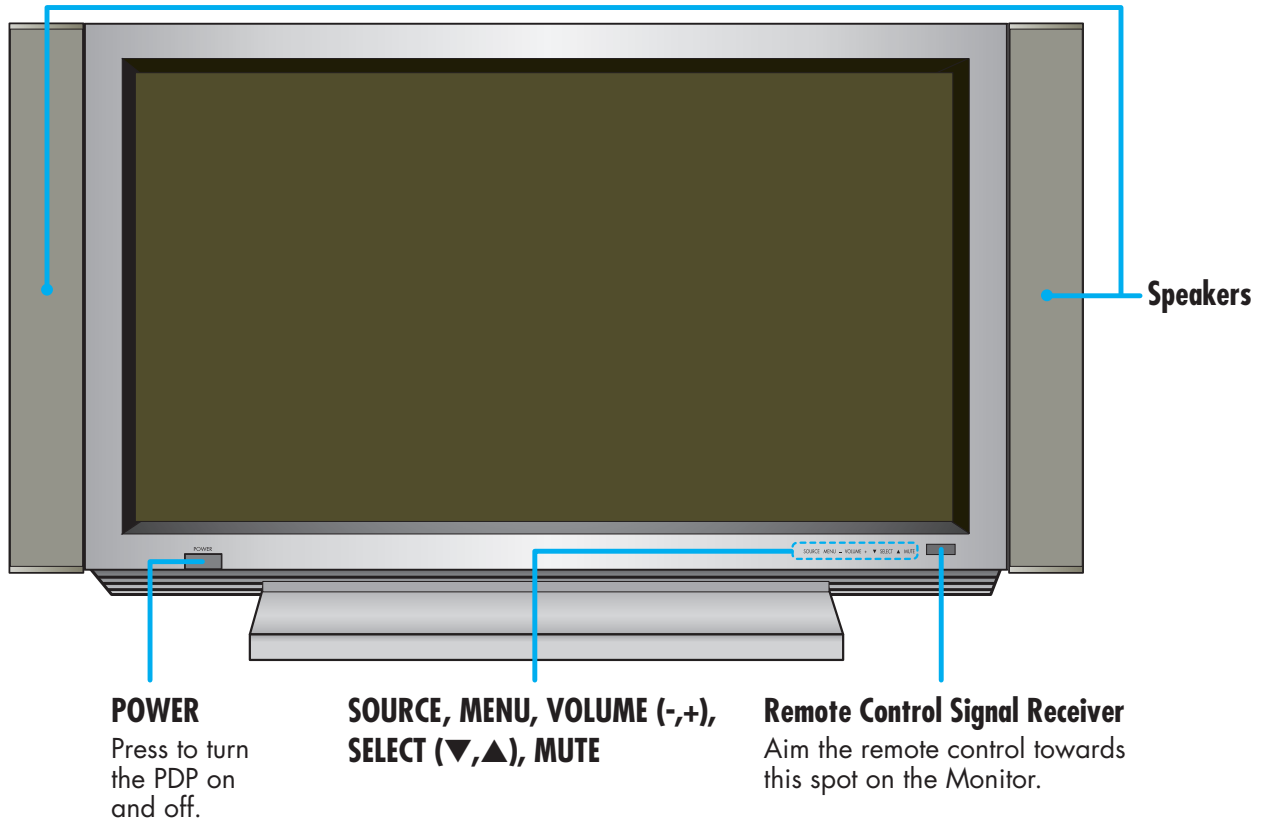 Speakers
POWER
SOURCE MENU – VOLUME + ▼ SELECT ▲ MUTE
POWER
Press to turn
the PDP on
and off.
SOURCE, MENU, VOLUME (-,+),
SELECT (▼,▲), MUTE
Remote Control Signal Receiver
Aim the remote control towards
this spot on the Monitor.